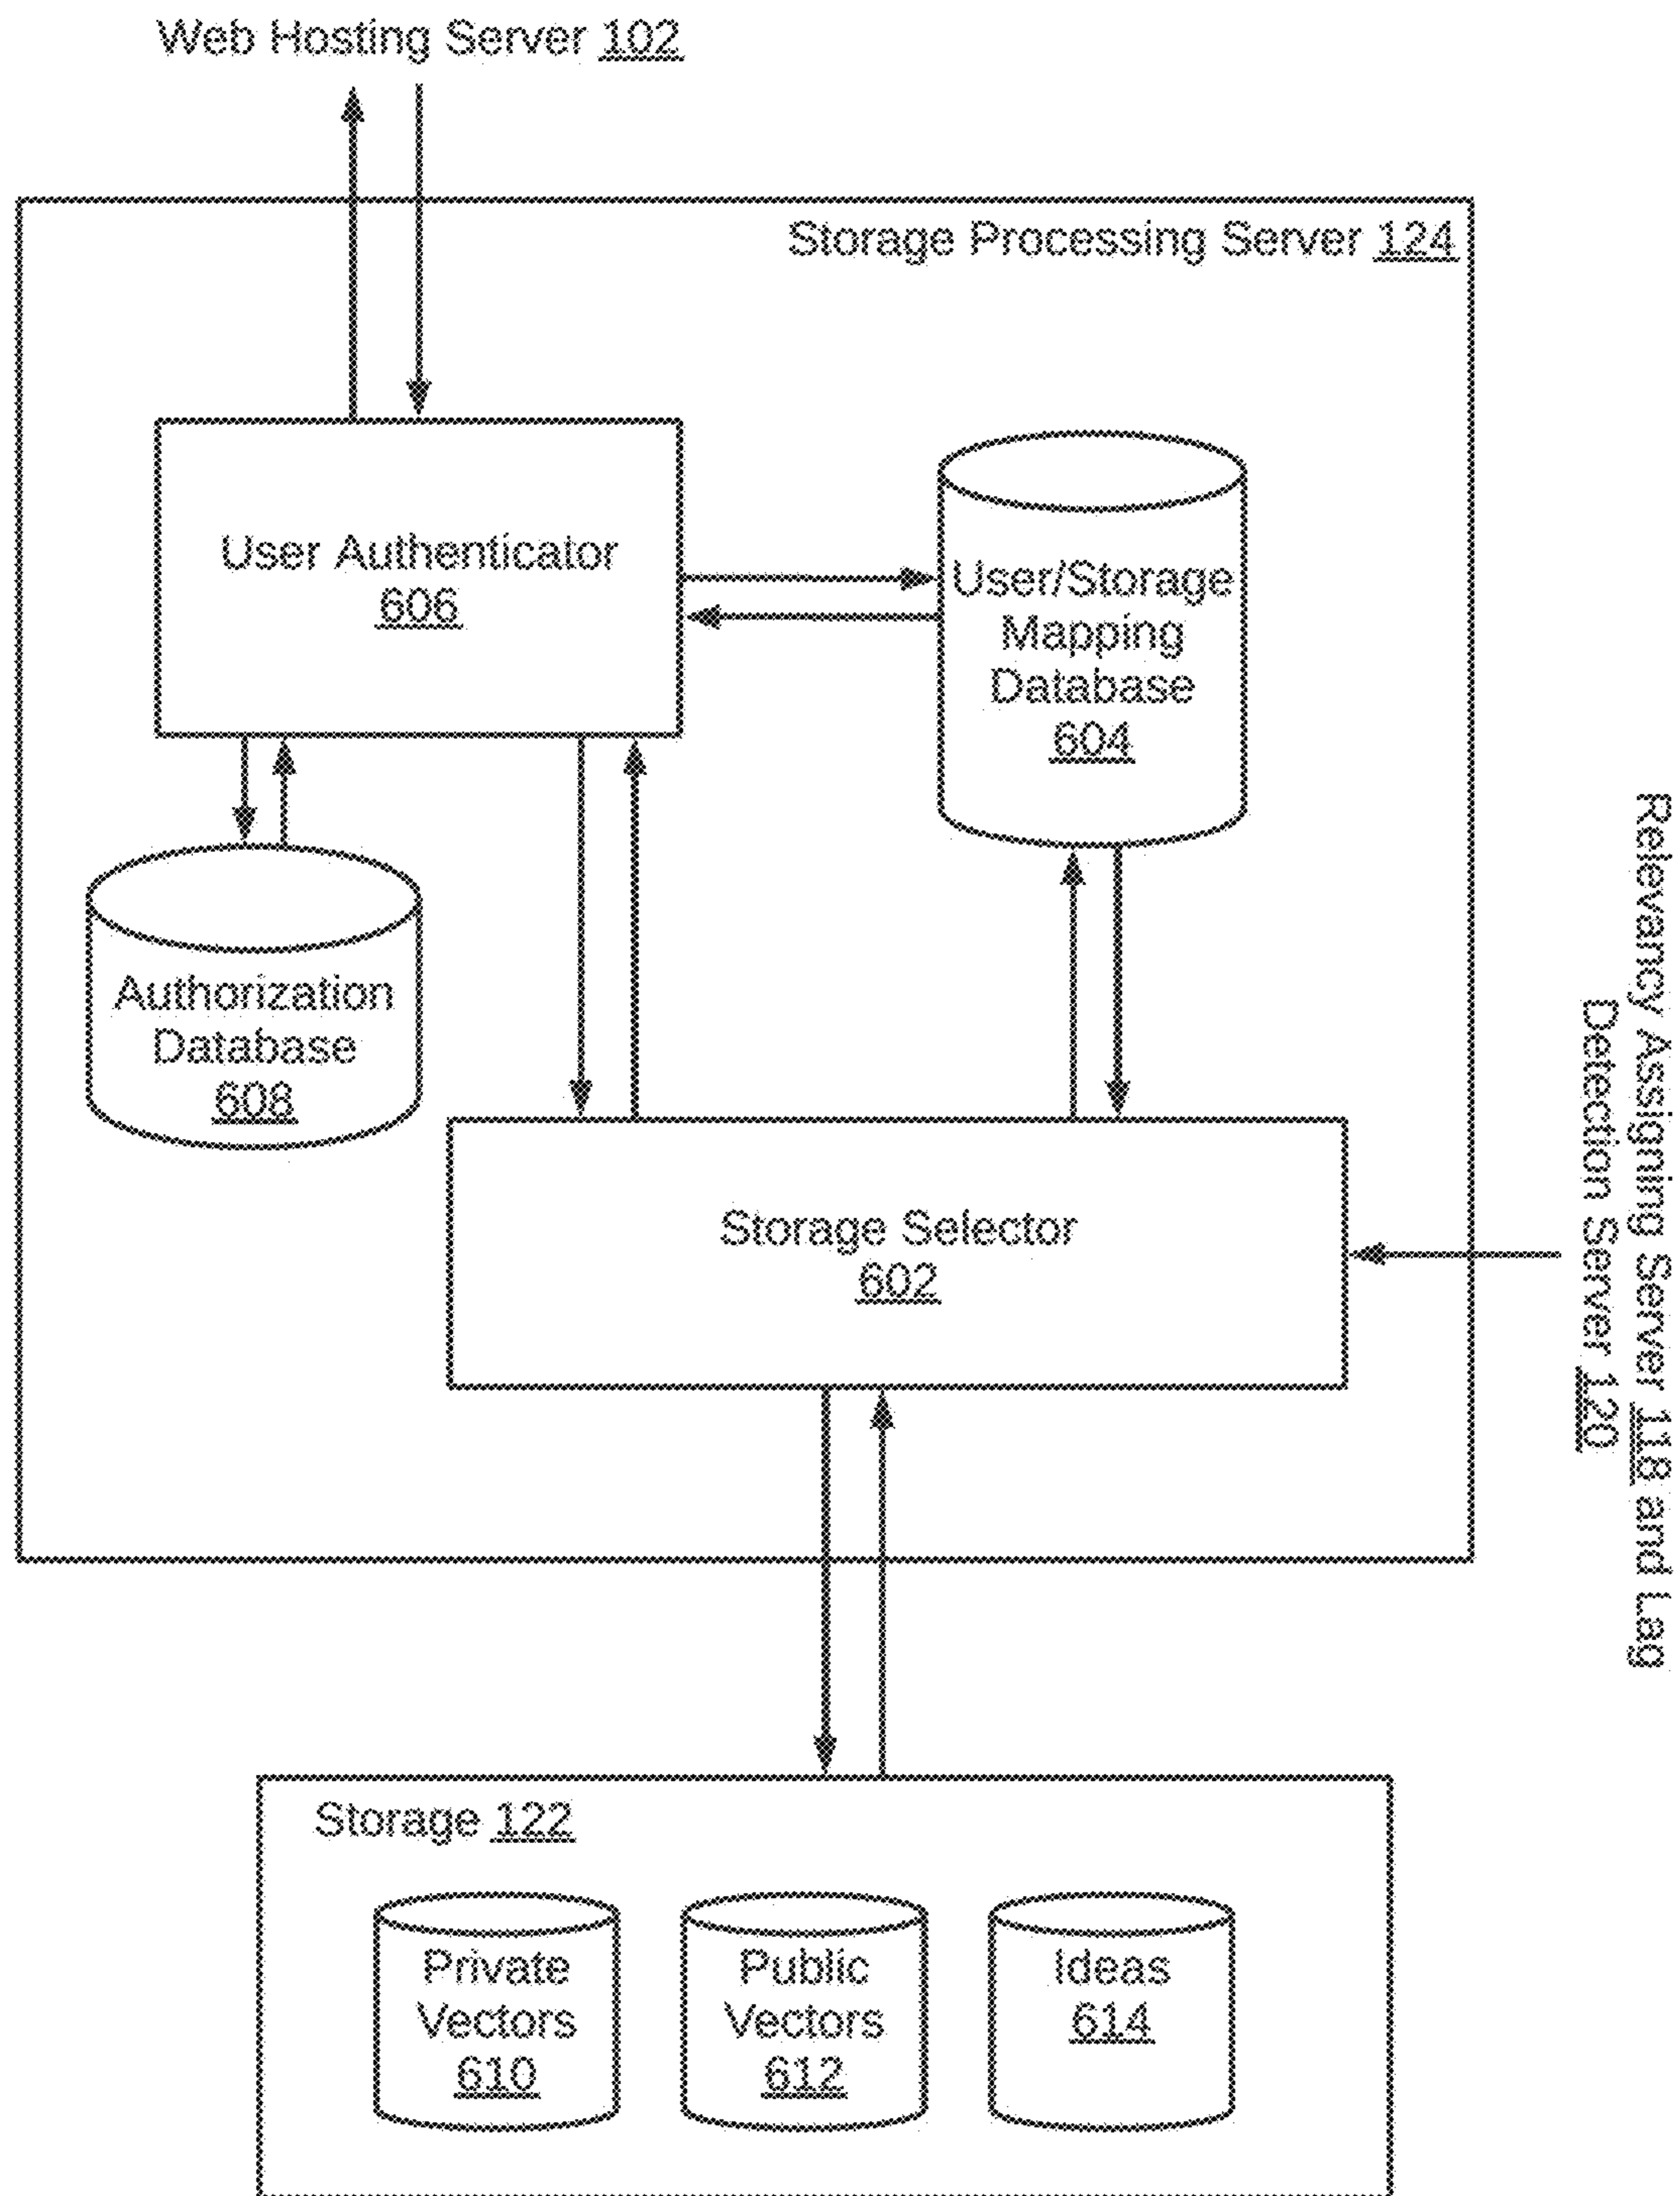 Web Hosting Server 102
Storage Processing Server 124
User Authenticator
606
User/Storage
Mapping
Database
604
Authorization
Database
608
Storage Selector
602
Relevancy Assigning Server 118 and Lag
Detection Server 120
Storage 122
Private
Vectors
610
Public
Vectors
612
Ideas
614